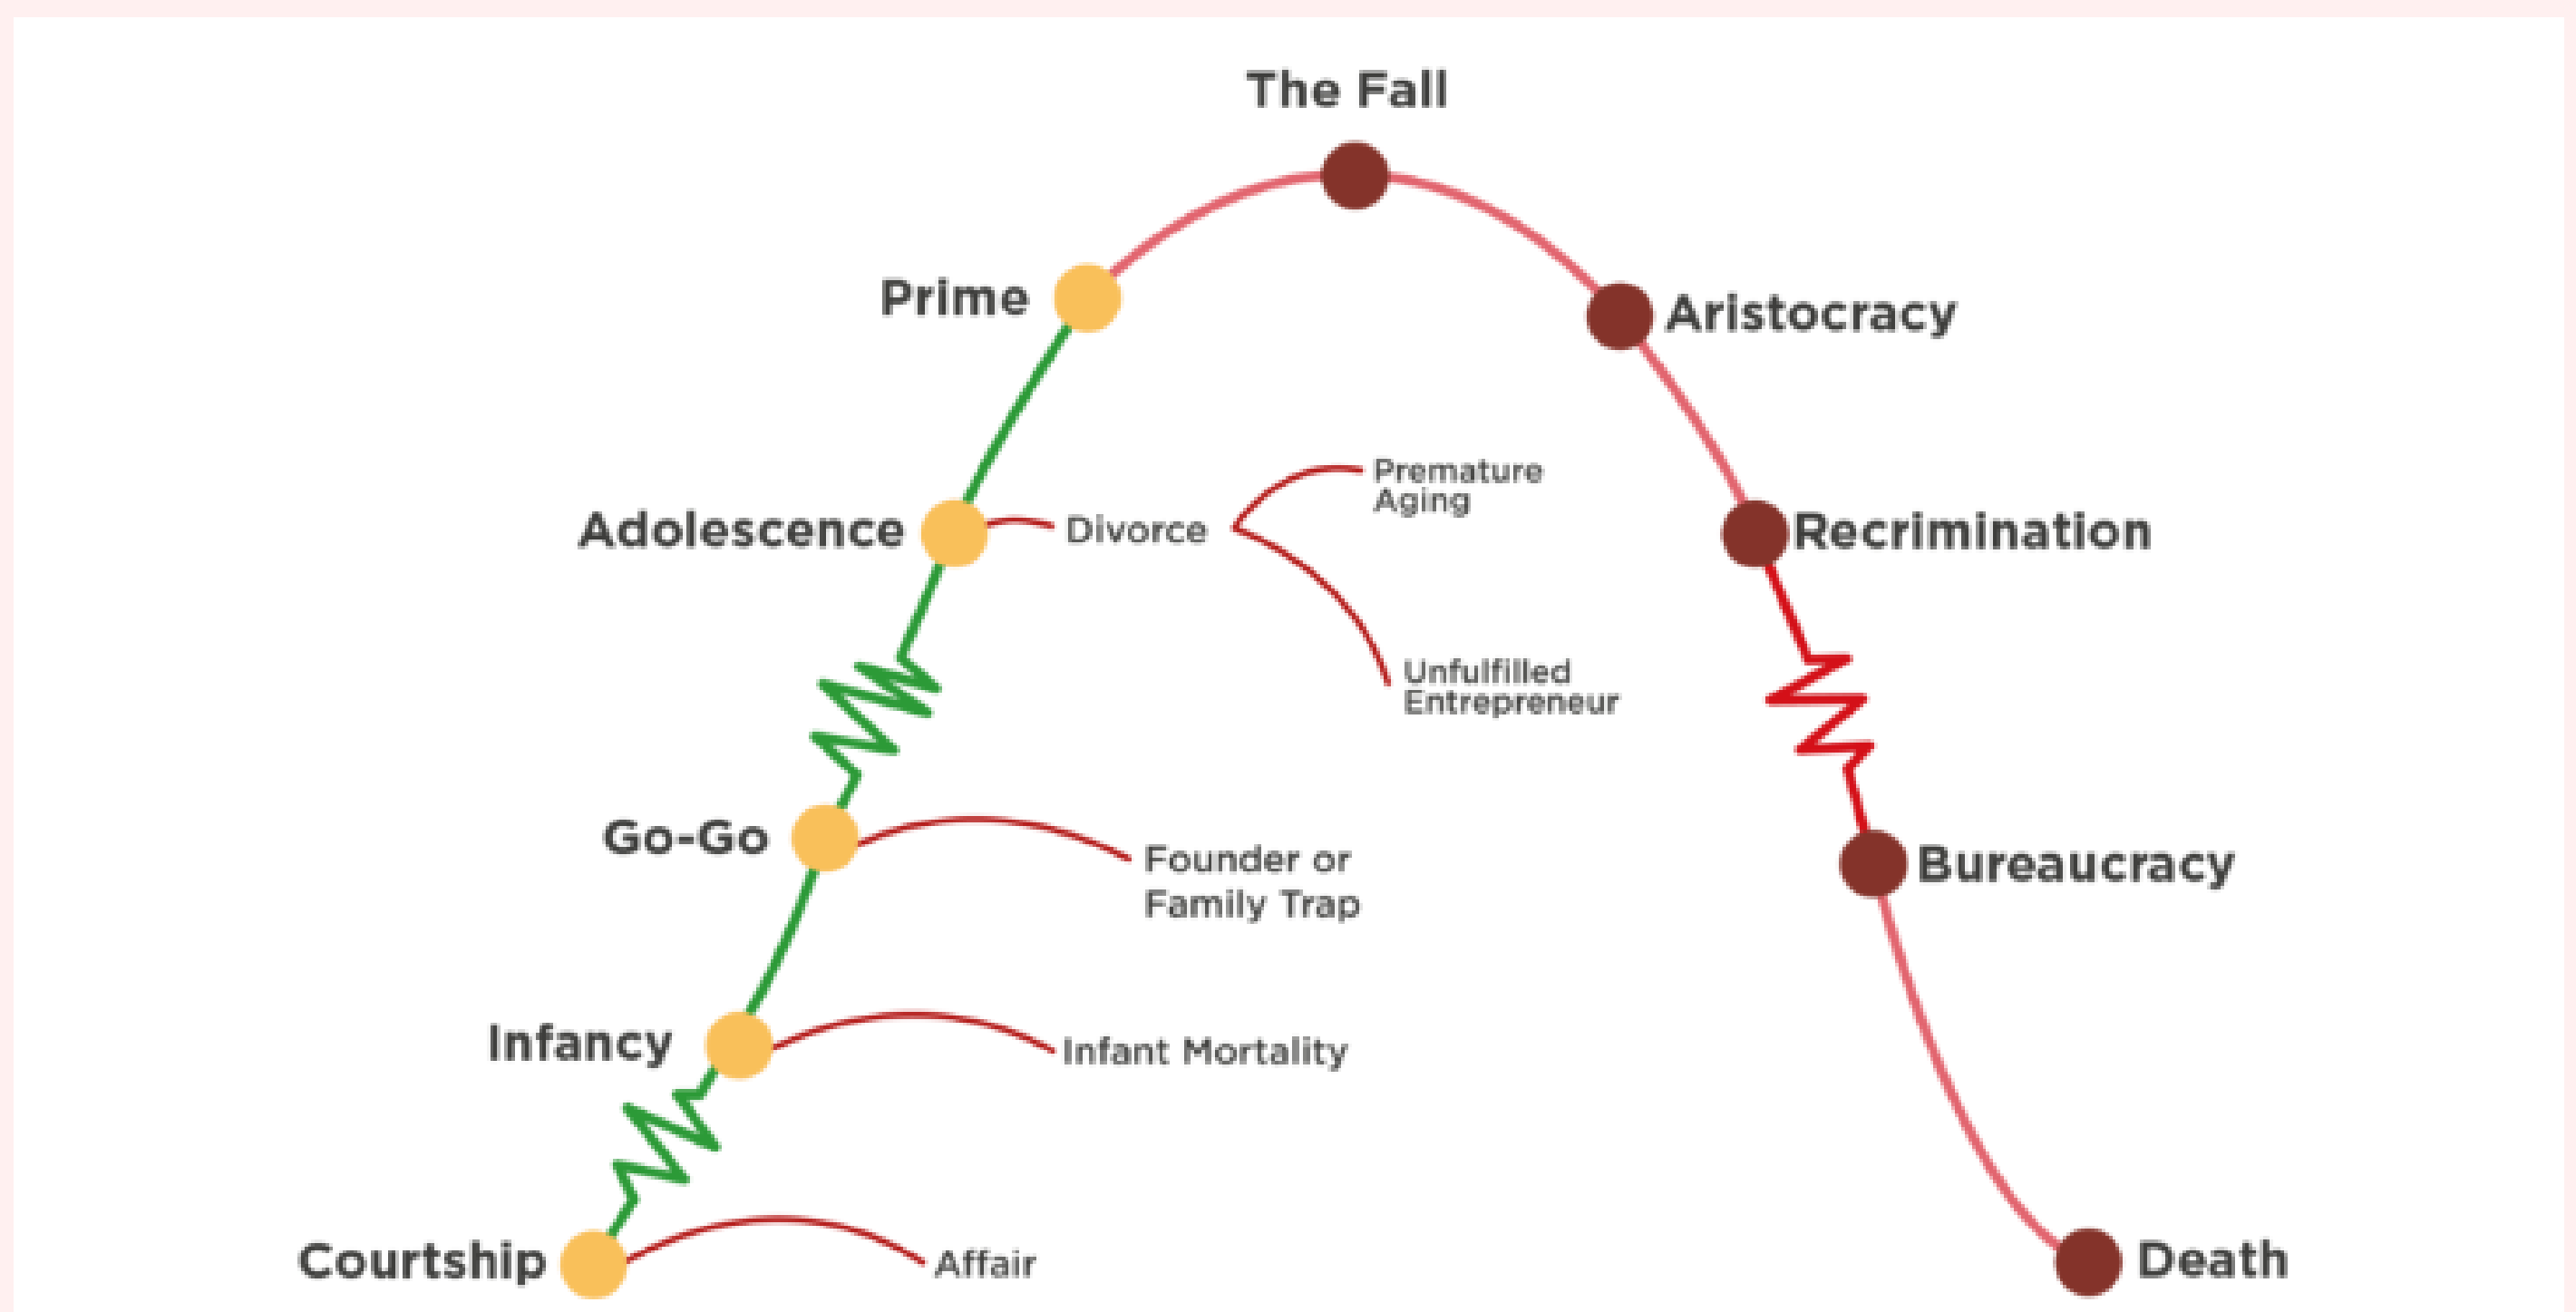 The Fall
Prime
Aristocracy
Premature
Aging
Adolescence
Divorce
Recrimination
Unfulfilled
Entrepreneur
Go-Go
Founder or
Family Trap
Bureaucracy
Infancy
Infant Mortality
Courtship
Affair
Death